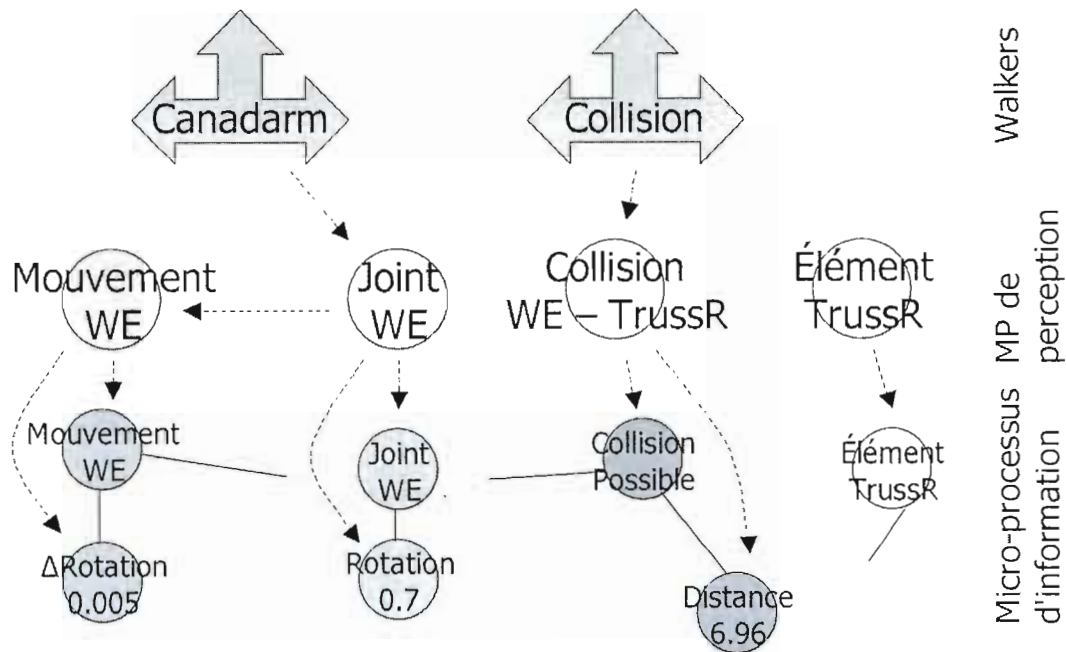 Canadarm
Collision
Walkers
Mouvement
WE
Joint
WE
Collision
WE – TrussR
Élément
TrussR
MP de
perception
Mouvement
WE
Joint
WE
Collision
Possible
Élément
TrussR
ΔRotation
0.005
Rotation
0.7
Distance
6.96
Micro-processus
d'information